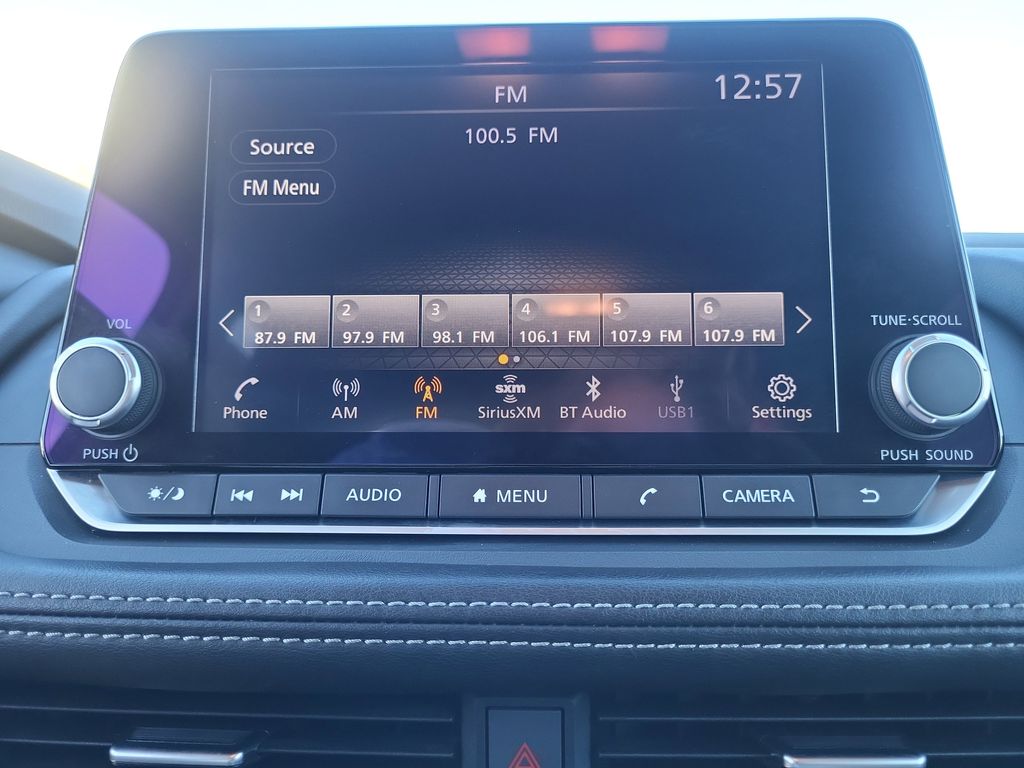 FM
12:57
100.5 FM
Source
FM Menu
1 2 3 4 5 6
87.9 FM 97.9 FM 98.1 FM 106.1 FM 107.9 FM 107.9 FM
sxm
Phone AM FM SiriusXM BT Audio USB1 Settings
VOL
PUSH
TUNE·SCROLL
PUSH SOUND
AUDIO MENU CAMERA